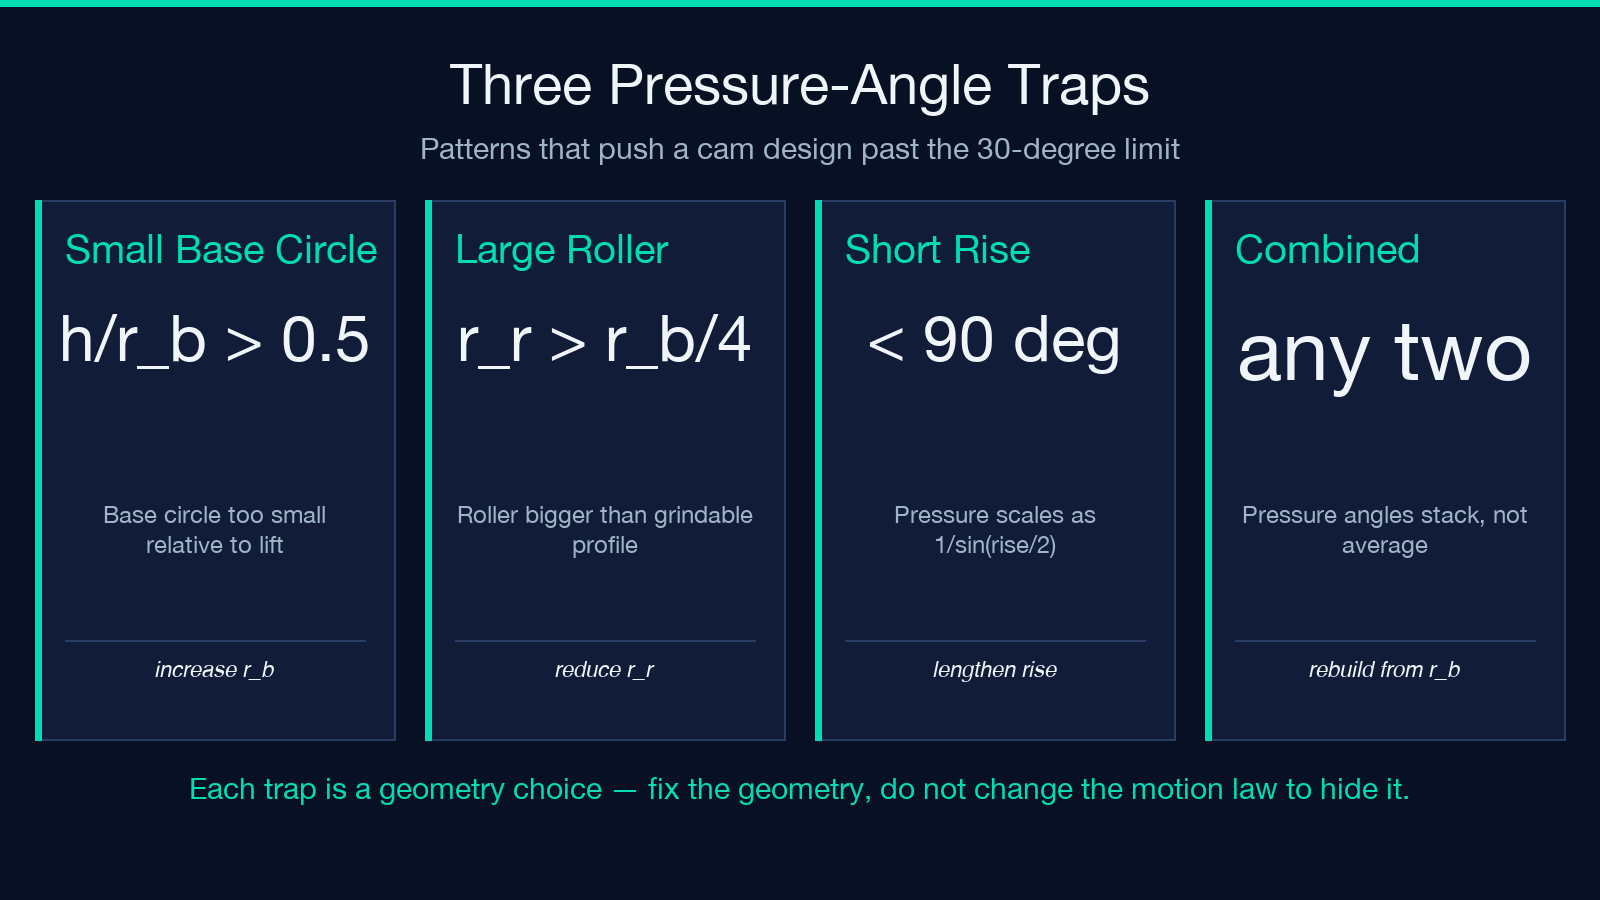 Three Pressure-Angle Traps
Patterns that push a cam design past the 30-degree limit
Small Base Circle
h/r_b > 0.5
Base circle too small
relative to lift
increase r_b
Large Roller
r_r > r_b/4
Roller bigger than grindable
profile
reduce r_r
Short Rise
< 90 deg
Pressure scales as
1/sin(rise/2)
lengthen rise
Combined
any two
Pressure angles stack, not
average
rebuild from r_b
Each trap is a geometry choice — fix the geometry, do not change the motion law to hide it.